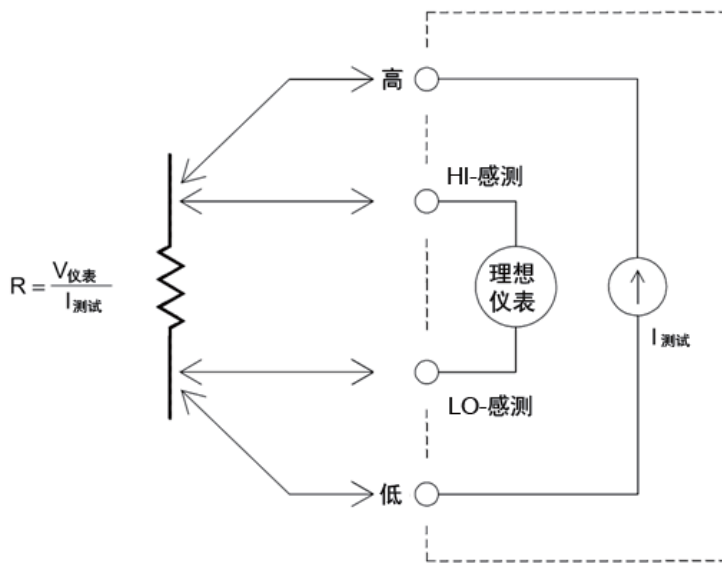 高
HI-感测
R = V仪表 / I测试
理想
仪表
I 测试
LO-感测
低